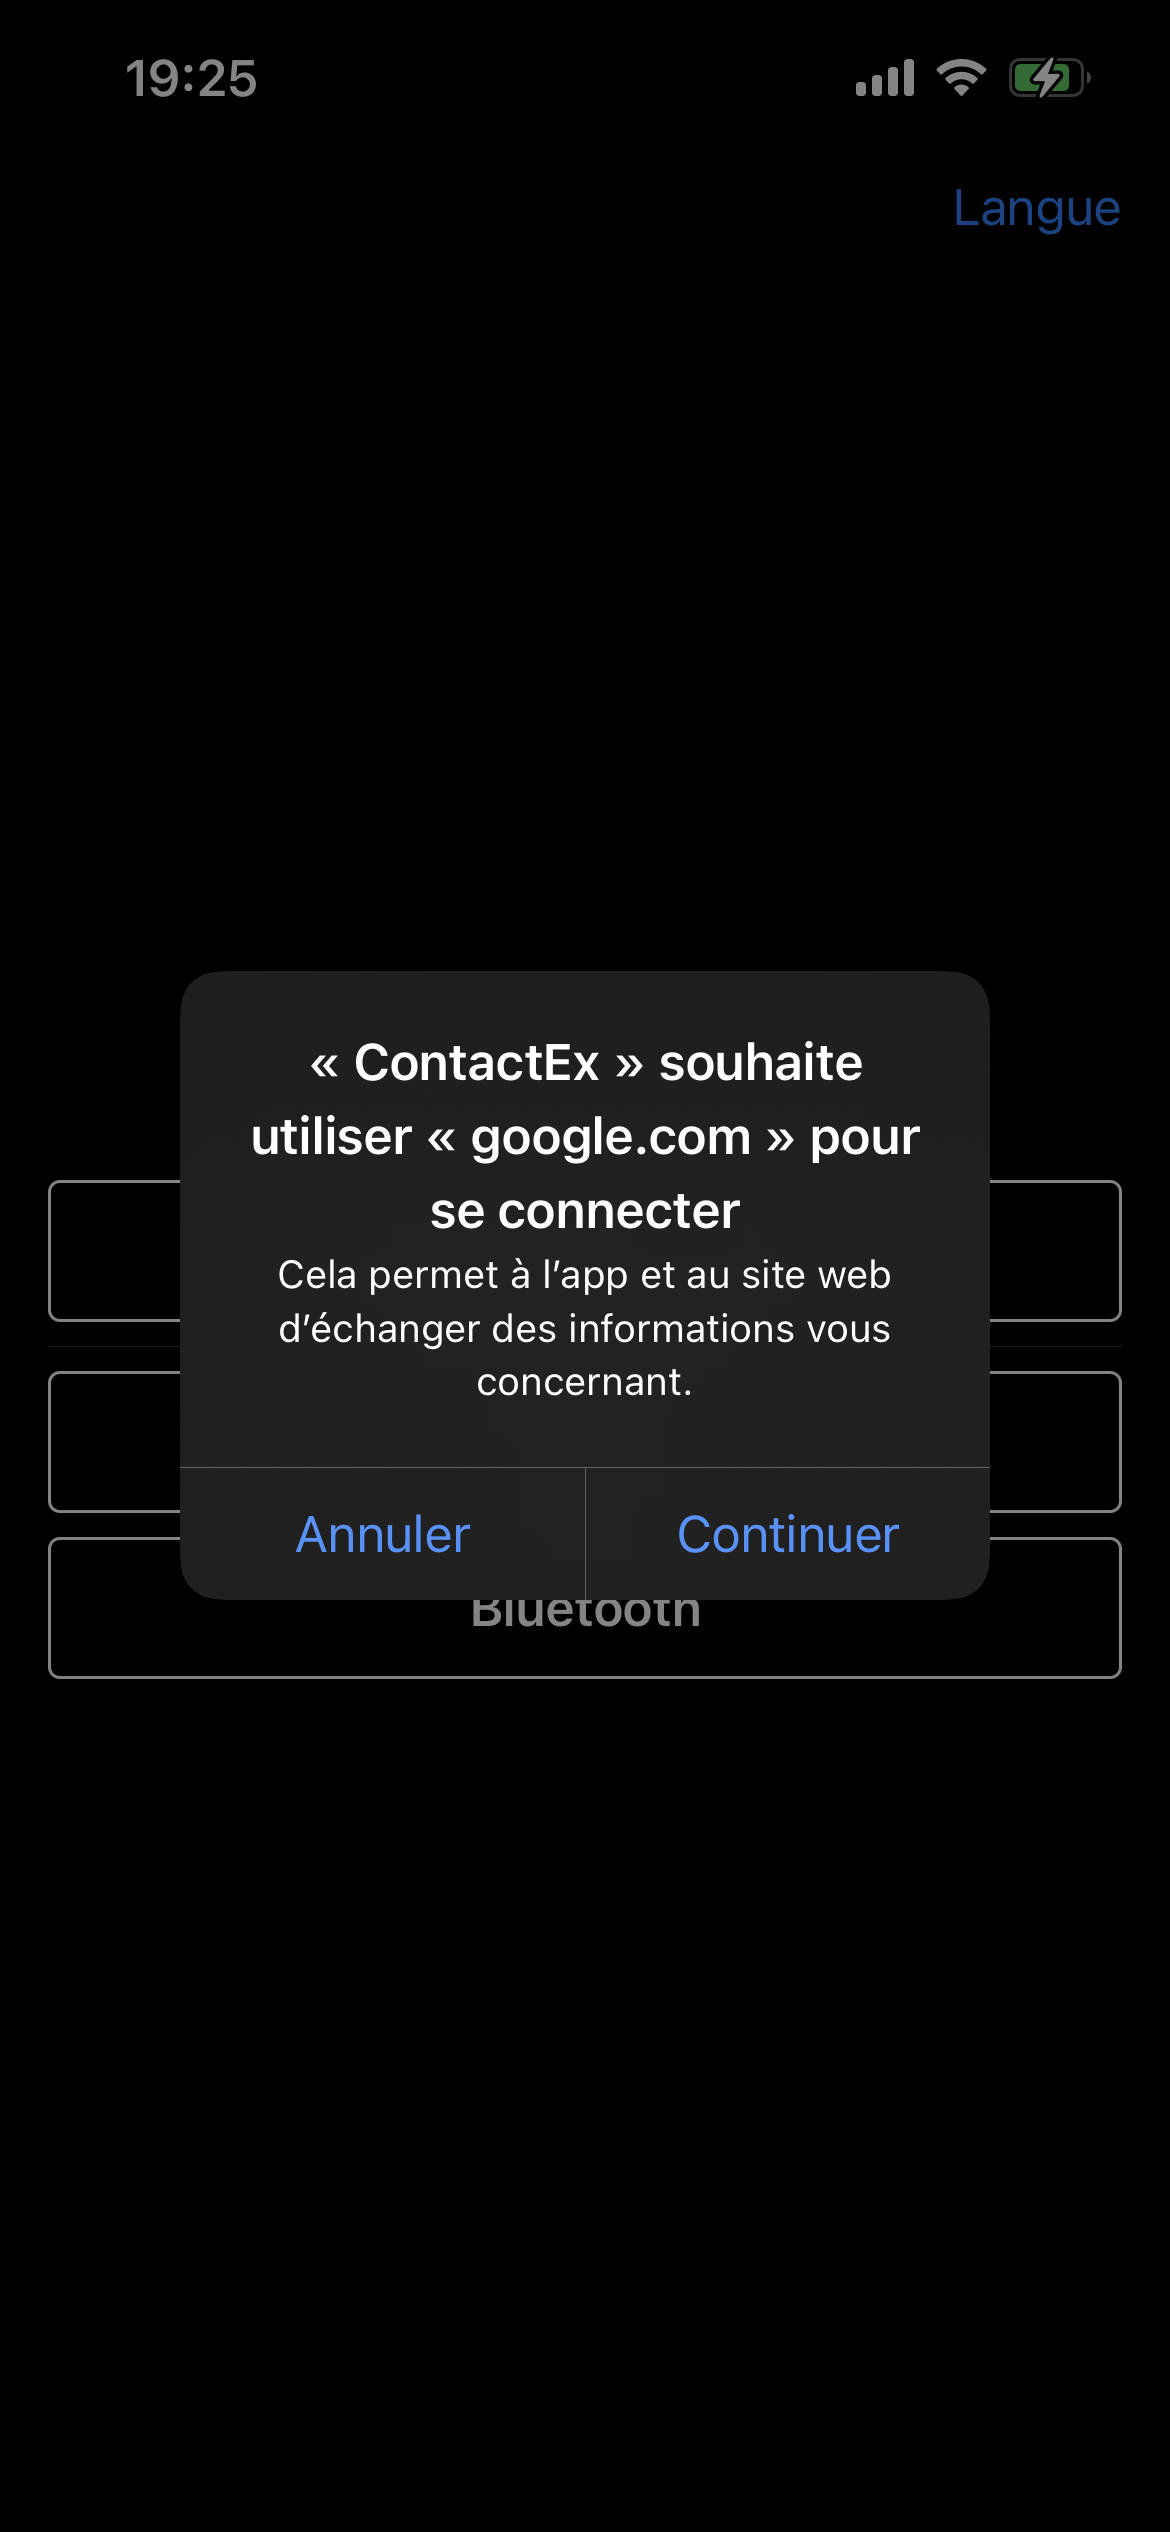 19:25
Langue
« ContactEx » souhaite
utiliser « google.com » pour
se connecter
Cela permet à l’app et au site web
d’échanger des informations vous
concernant.
Annuler
Continuer
Bluetooth